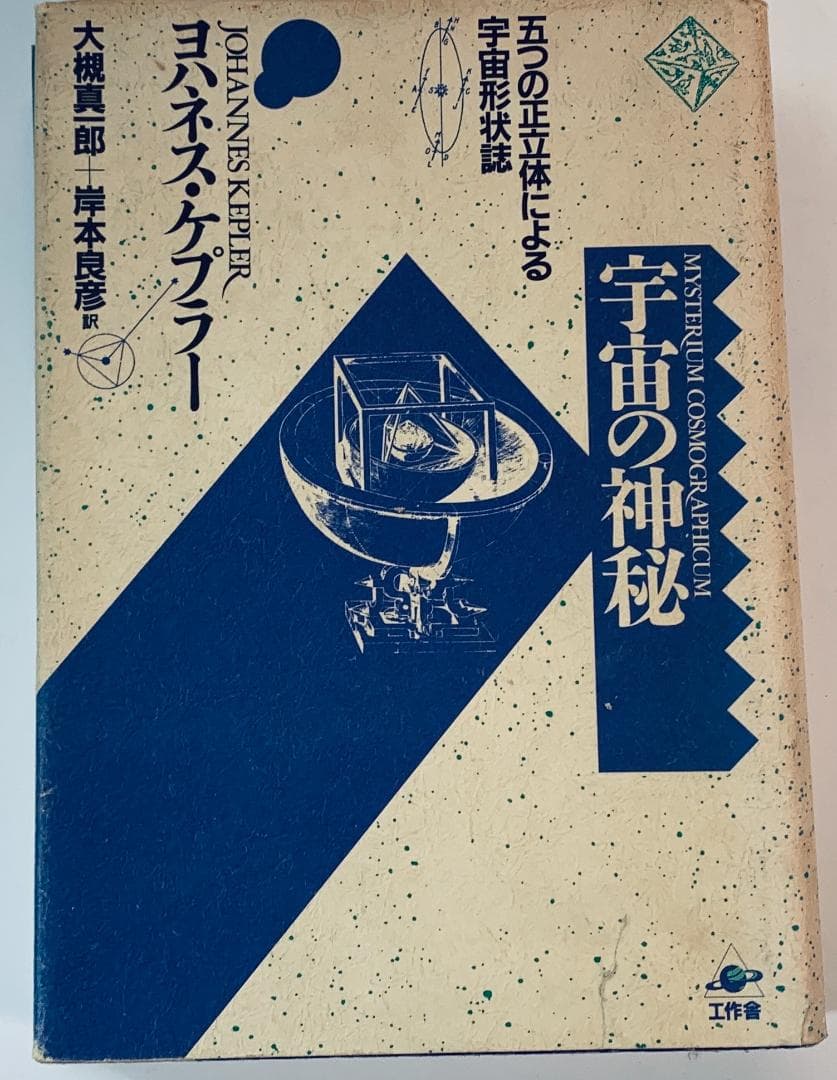 宇宙の神秘
MYSTERIUM COSMOGRAPHICUM
五つの正立体による
宇宙形状誌
JOHANNES KEPLER
ヨハネス・ケプラー
大槻真一郎+岸本良彦 訳
工作舎